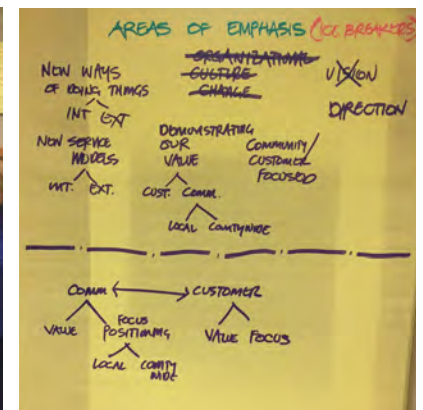 AREAS OF EMPHASIS (ICE BREAKERS)
ORGANIZATIONAL
CULTURE
CHANGE
NEW WAYS
OF DOING THINGS
INT EXT
VISION
DIRECTION
NEW SERVICE
MODELS
INT. EXT.
DEMONSTRATING
OUR
VALUE
CUST. COMM.
LOCAL COUNTYWIDE
COMMUNITY/
CUSTOMER
FOCUSED
COMM CUSTOMER
VALUE FOCUS
POSITIONING
LOCAL COUNTY
WIDE
VALUE FOCUS